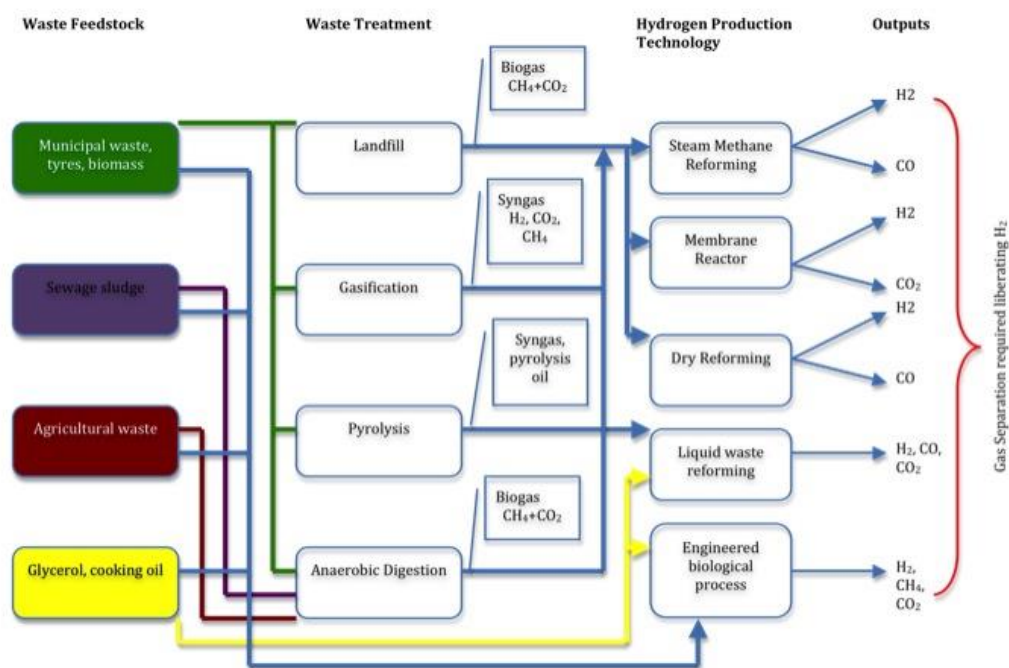 Waste Feedstock
Waste Treatment
Hydrogen Production
Technology
Outputs
Municipal waste,
tyres, biomass
Sewage sludge
Agricultural waste
Glycerol, cooking oil
Landfill
Gasification
Pyrolysis
Anaerobic Digestion
Biogas
CH₄+CO₂
Syngas
H₂, CO₂,
CH₄
Syngas,
pyrolysis
oil
Biogas
CH₄+CO₂
Steam Methane
Reforming
Membrane
Reactor
Dry Reforming
Liquid waste
reforming
Engineered
biological
process
H2
CO
H2
CO₂
H2
CO
H₂, CO,
CO₂
H₂,
CH₄,
CO₂
Gas Separation required liberating H₂